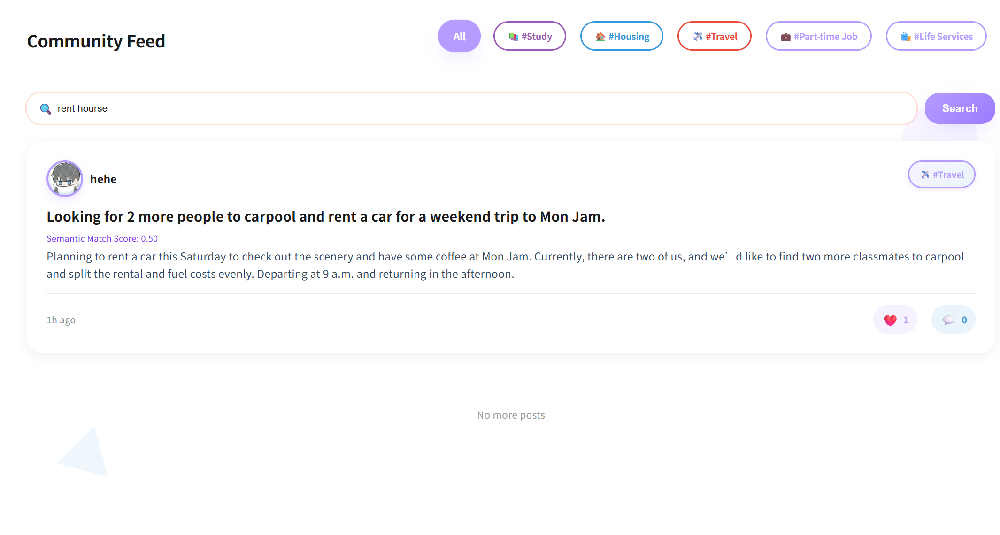 Community Feed
All
#Study
#Housing
#Travel
#Part-time Job
#Life Services
rent hourse
Search
hehe
#Travel
Looking for 2 more people to carpool and rent a car for a weekend trip to Mon Jam.
Semantic Match Score: 0.50
Planning to rent a car this Saturday to check out the scenery and have some coffee at Mon Jam. Currently, there are two of us, and we’d like to find two more classmates to carpool
and split the rental and fuel costs evenly. Departing at 9 a.m. and returning in the afternoon.
1h ago
1
0
No more posts